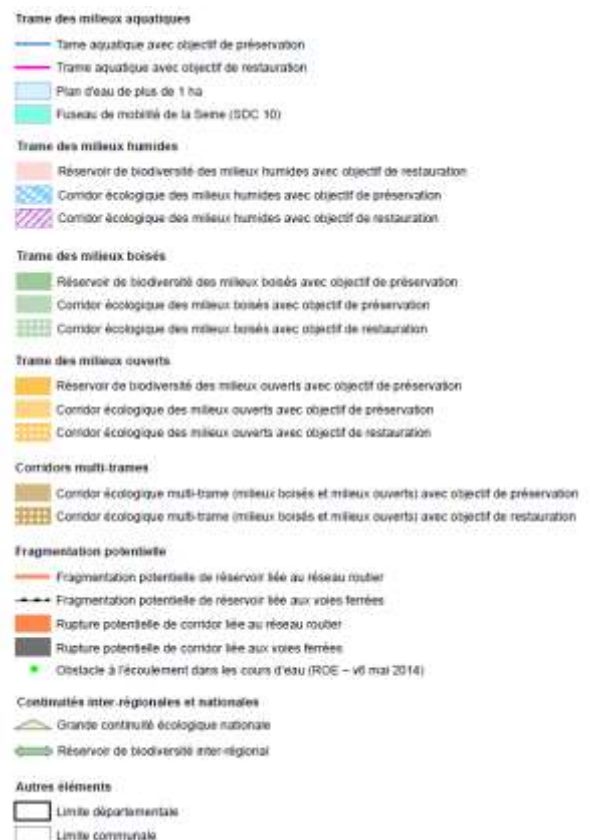 Trame des milieux aquatiques
Tame aquatique avec objectif de préservation
Trame aquatique avec objectif de restauration
Plan d'eau de plus de 1 ha
Fuseau de mobilité de la Seine (SDC 10)
Trame des milieux humides
Réservoir de biodiversité des milieux humides avec objectif de restauration
Corridor écologique des milieux humides avec objectif de préservation
Corridor écologique des milieux humides avec objectif de restauration
Trame des milieux boisés
Réservoir de biodiversité des milieux boisés avec objectif de préservation
Corridor écologique des milieux boisés avec objectif de préservation
Corridor écologique des milieux boisés avec objectif de restauration
Trame des milieux ouverts
Réservoir de biodiversité des milieux ouverts avec objectif de préservation
Corridor écologique des milieux ouverts avec objectif de préservation
Corridor écologique des milieux ouverts avec objectif de restauration
Corridors multi-trames
Corridor écologique multi-trame (milieux boisés et milieux ouverts) avec objectif de préservation
Corridor écologique multi-trame (milieux boisés et milieux ouverts) avec objectif de restauration
Fragmentation potentielle
Fragmentation potentielle de réservoir liée au réseau routier
Fragmentation potentielle de réservoir liée aux voies ferrées
Rupture potentielle de corridor liée au réseau routier
Rupture potentielle de corridor liée aux voies ferrées
Obstacle à l'écoulement dans les cours d'eau (ROE – v6 mai 2014)
Continuités inter-régionales et nationales
Grande continuité écologique nationale
Réservoir de biodiversité inter-régional
Autres éléments
Limite départementale
Limite communale